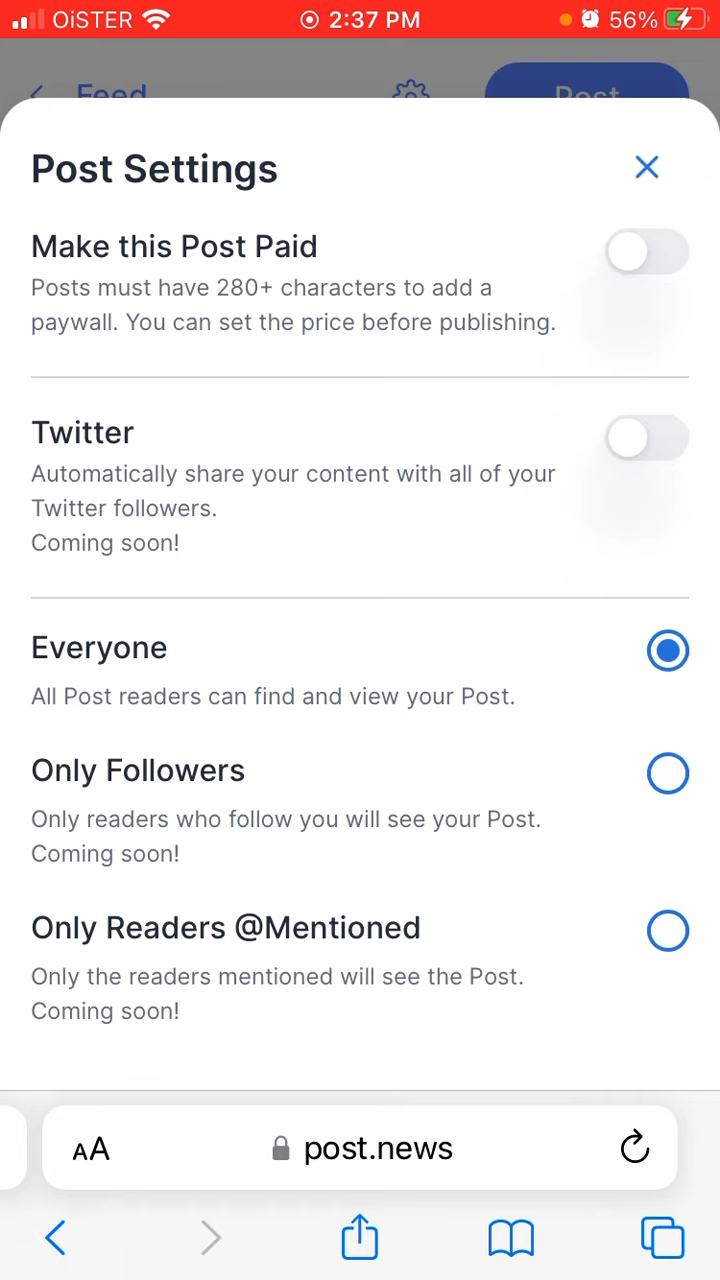 OiSTER 2:37 PM 56%
Feed Post
Post Settings
Make this Post Paid
Posts must have 280+ characters to add a
paywall. You can set the price before publishing.
Twitter
Automatically share your content with all of your
Twitter followers.
Coming soon!
Everyone
All Post readers can find and view your Post.
Only Followers
Only readers who follow you will see your Post.
Coming soon!
Only Readers @Mentioned
Only the readers mentioned will see the Post.
Coming soon!
AA post.news